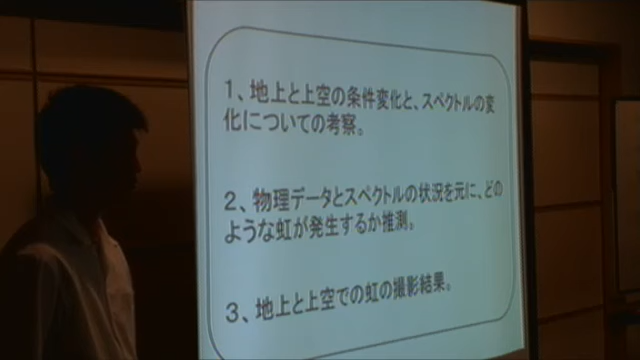 1、地上と上空の条件変化と、スペクトルの変
化についての考察。
2、物理データとスペクトルの状況を元に、どの
ような虹が発生するか推測。
3、地上と上空での虹の撮影結果。